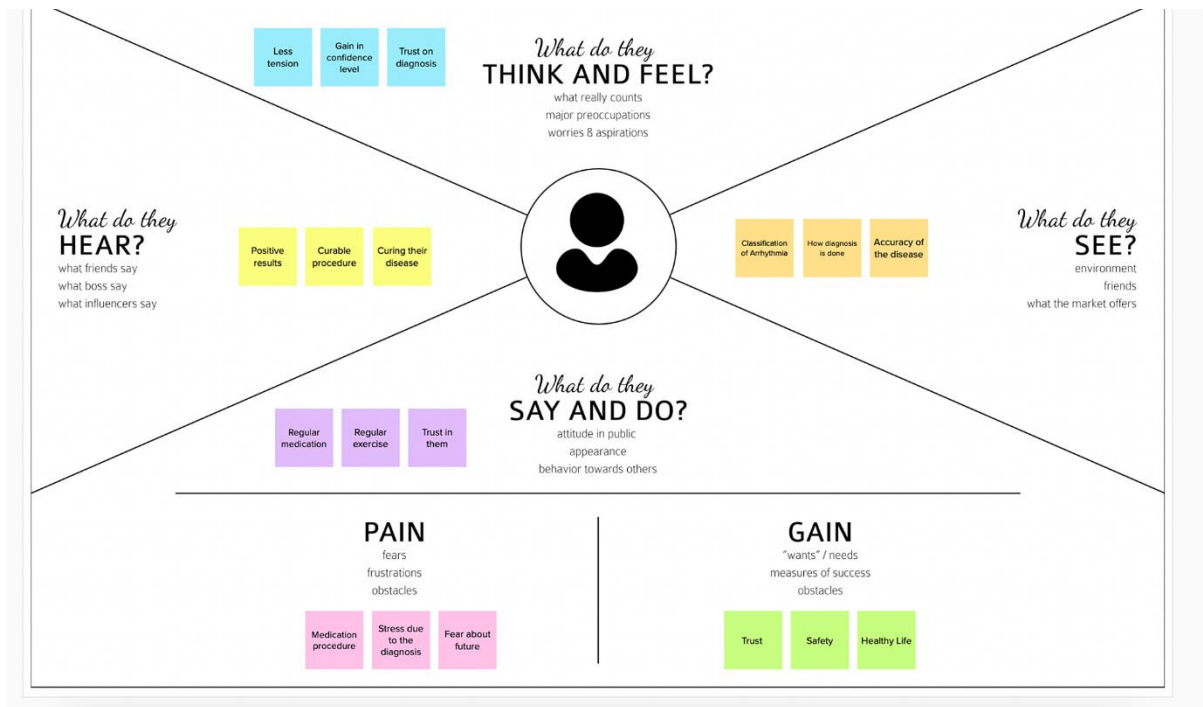 Less
tension
Gain in
confidence
level
Trust on
diagnosis
What do they
THINK AND FEEL?
what really counts
major preoccupations
worries & aspirations
What do they
HEAR?
what friends say
what boss say
what influencers say
Positive
results
Curable
procedure
Curing their
disease
Classification
of Arrhythmia
How diagnosis
is done
Accuracy of
the disease
What do they
SEE?
environment
friends
what the market offers
What do they
SAY AND DO?
attitude in public
appearance
behavior towards others
Regular
medication
Regular
exercise
Trust in
them
PAIN
fears
frustrations
obstacles
Medication
procedure
Stress due
to the
diagnosis
Fear about
future
GAIN
"wants" / needs
measures of success
obstacles
Trust
Safety
Healthy Life